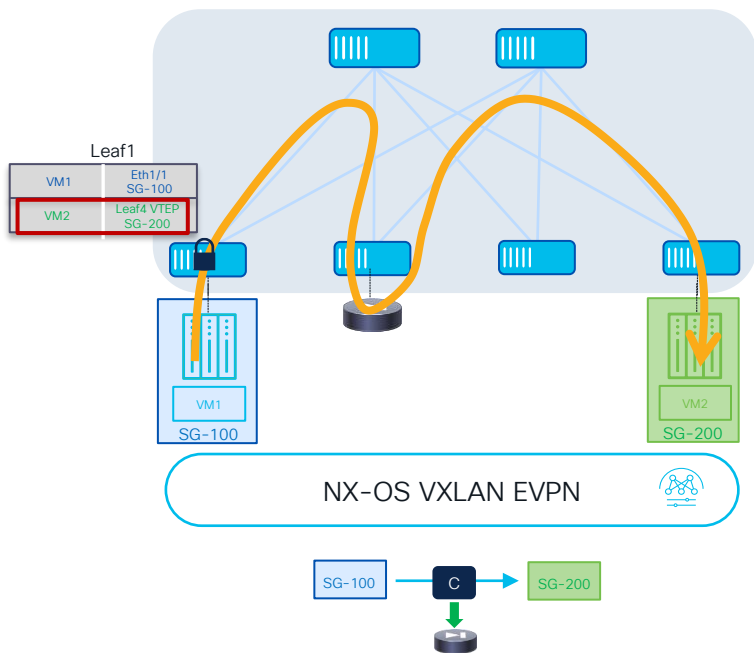 Leaf1
VM1
Eth1/1
SG-100
VM2
Leaf4 VTEP
SG-200
VM1
SG-100
VM2
SG-200
NX-OS VXLAN EVPN
SG-100
C
SG-200